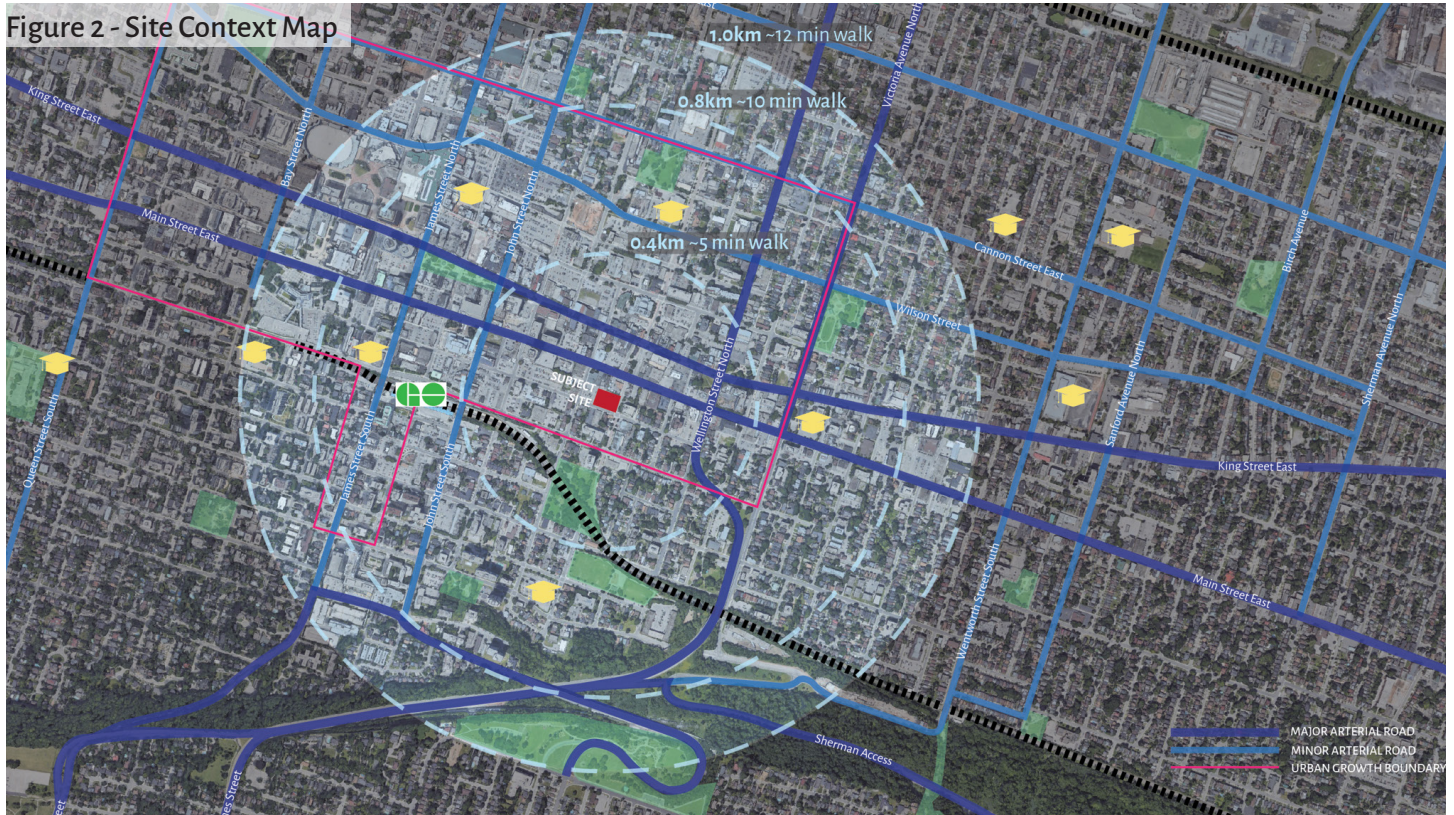 Figure 2 - Site Context Map
1.0km ~12 min walk
0.8km ~10 min walk
0.4km ~5 min walk
King Street East
Main Street East
Bay Street North
James Street North
John Street North
Victoria Avenue North
Wellington Street North
Cannon Street East
Wilson Street
Birch Avenue
Sherman Avenue North
Sanford Avenue North
King Street East
Main Street East
Wentworth Street South
Queen Street South
James Street South
John Street South
SUBJECT
SITE
GO
Sherman Access
MAJOR ARTERIAL ROAD
MINOR ARTERIAL ROAD
URBAN GROWTH BOUNDARY